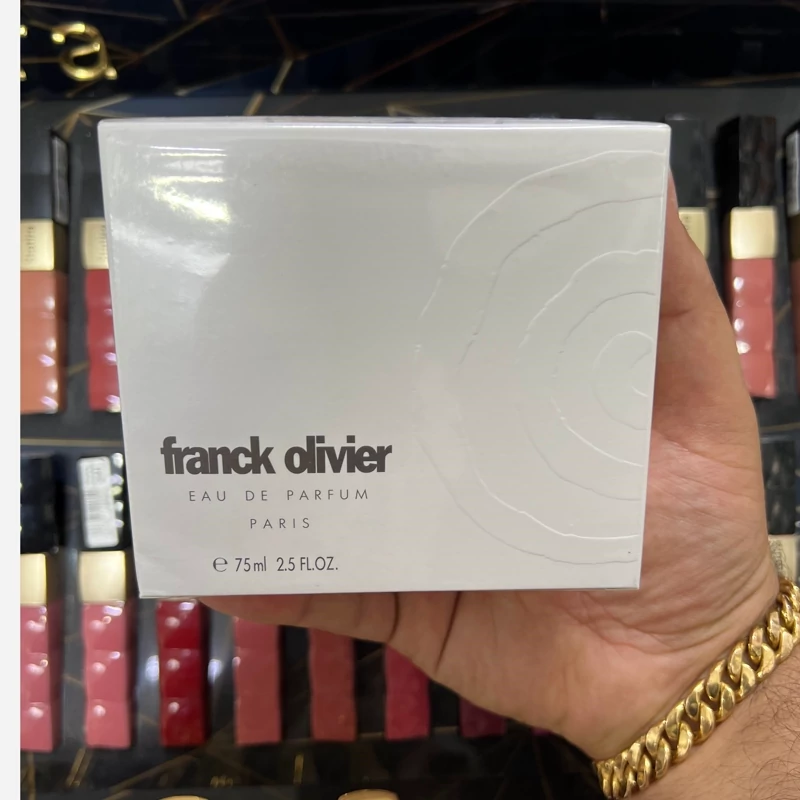 franck olivier
EAU DE PARFUM
PARIS
℮ 75ml 2.5 FL.OZ.